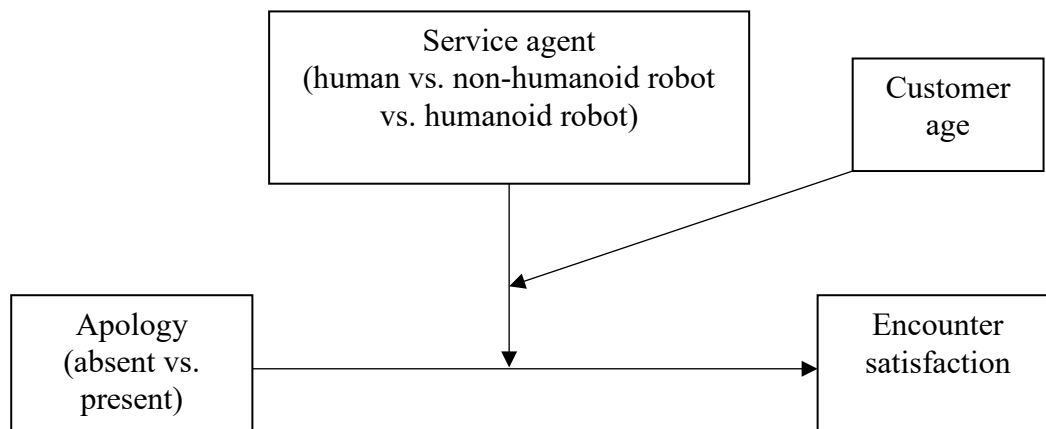 Service agent
(human vs. non-humanoid robot
vs. humanoid robot)
Customer
age
Apology
(absent vs.
present)
Encounter
satisfaction